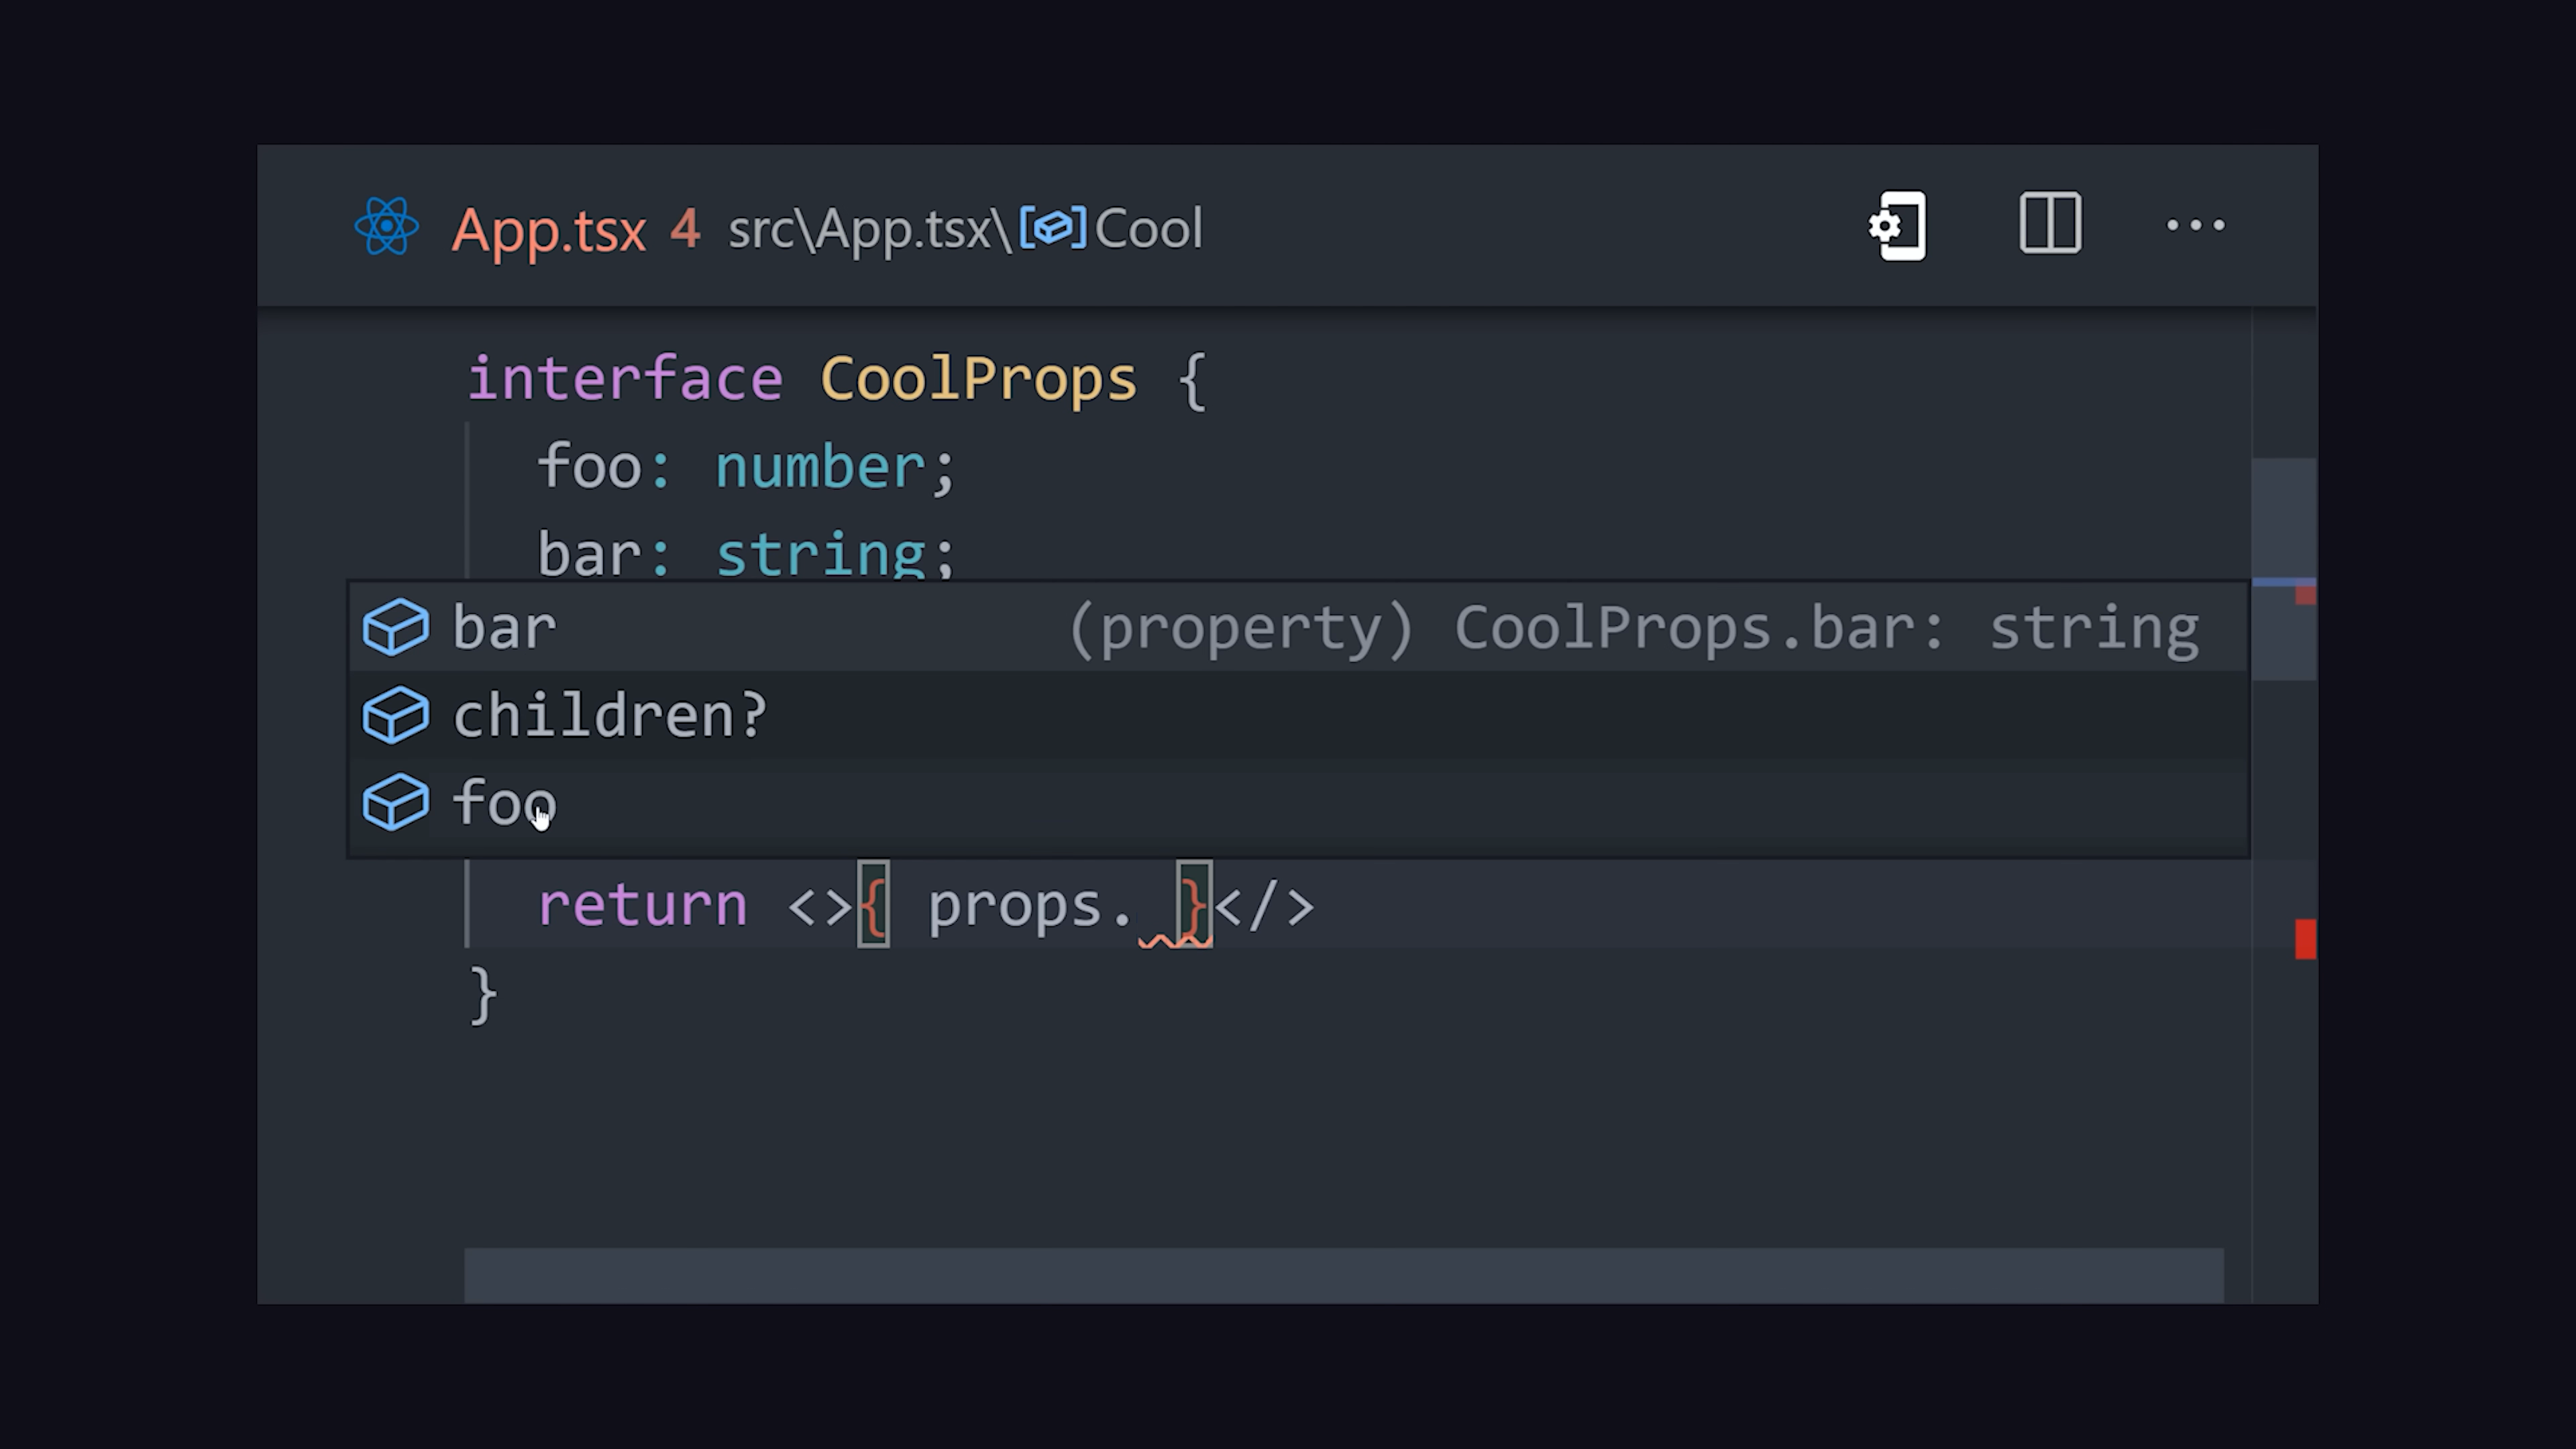 App.tsx 4 src\App.tsx\Cool
interface CoolProps {
foo: number;
bar: string;
bar (property) CoolProps.bar: string
children?
foo
return <>{ props. }</>
}